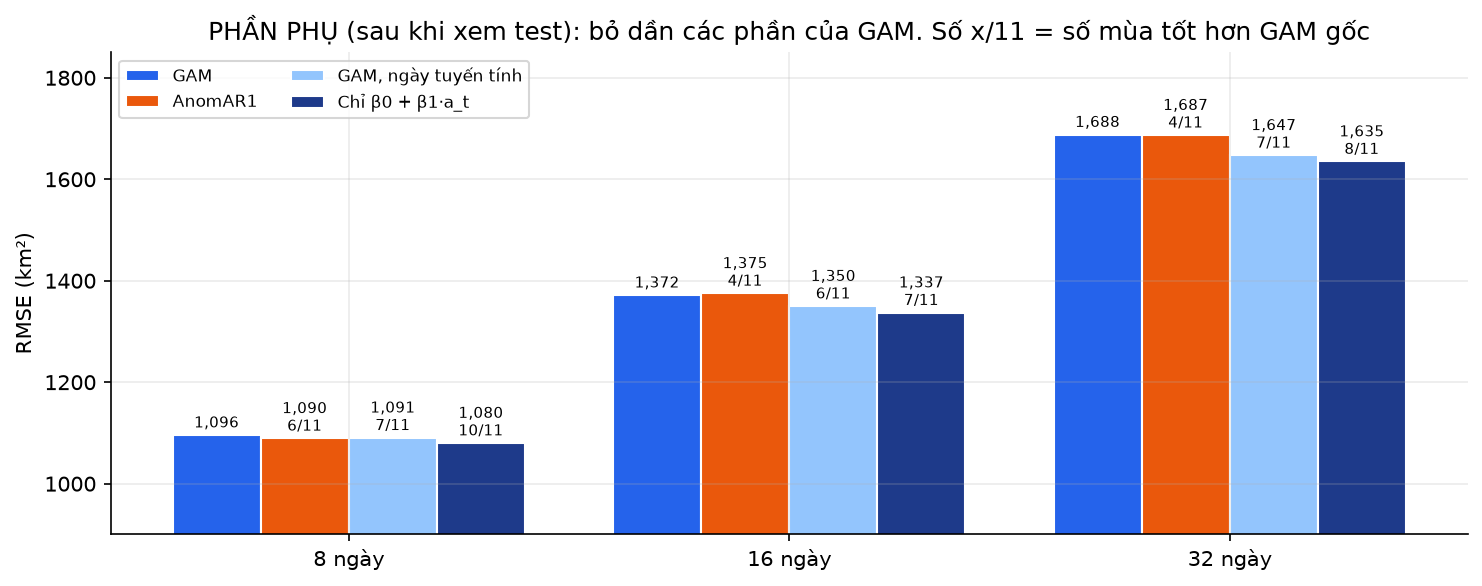 PHẦN PHỤ (sau khi xem test): bỏ dần các phần của GAM. Số x/11 = số mùa tốt hơn GAM gốc
GAM
AnomAR1
GAM, ngày tuyến tính
Chỉ β0 + β1·a_t
RMSE (km²)
1800
1600
1400
1200
1000
1,096
1,090
6/11
1,091
7/11
1,080
10/11
1,372
1,375
4/11
1,350
6/11
1,337
7/11
1,688
1,687
4/11
1,647
7/11
1,635
8/11
8 ngày
16 ngày
32 ngày